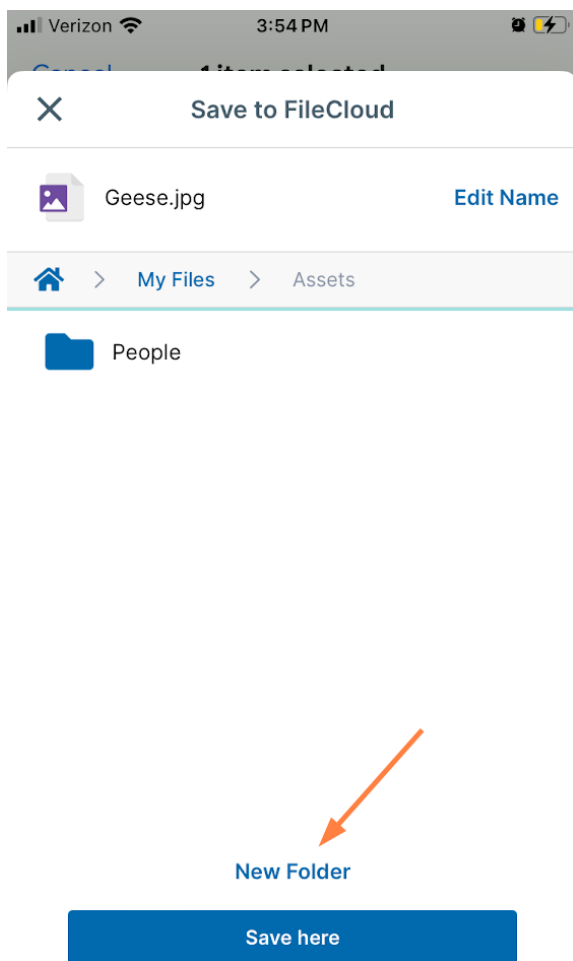 Verizon 3:54 PM
Save to FileCloud
Geese.jpg Edit Name
My Files > Assets
People
New Folder
Save here